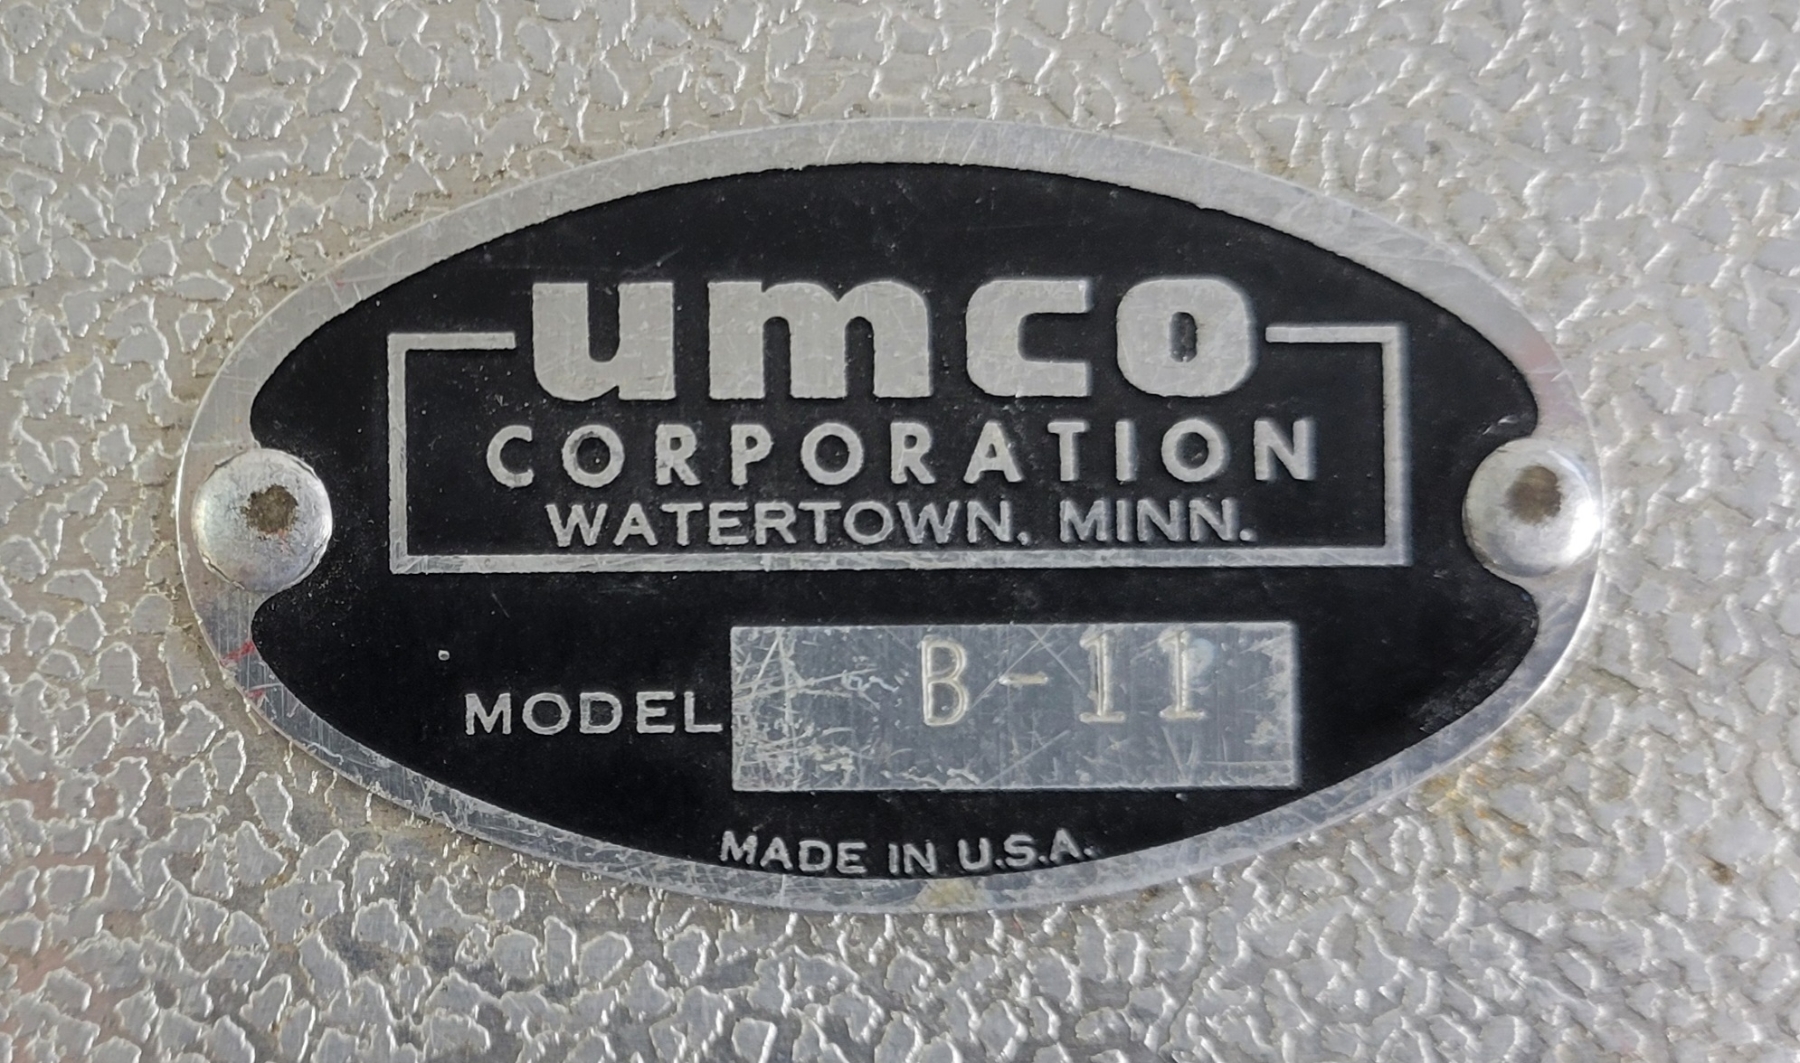 umco
CORPORATION
WATERTOWN, MINN.
MODEL B-11
MADE IN U.S.A.